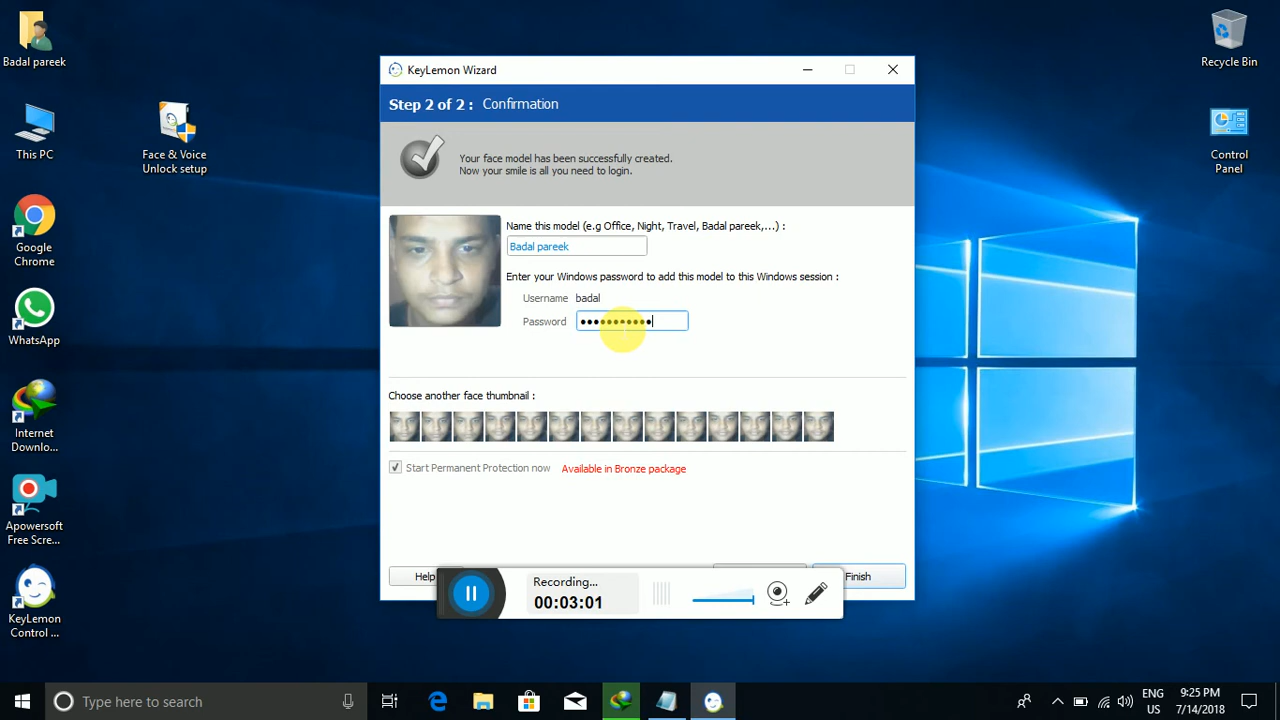 Badal pareek
This PC
Face & Voice
Unlock setup
Google
Chrome
WhatsApp
Internet
Downlo...
Apowersoft
Free Scre...
KeyLemon
Control ...
Recycle Bin
Control
Panel
KeyLemon Wizard
Step 2 of 2 : Confirmation
Your face model has been successfully created.
Now your smile is all you need to login.
Name this model (e.g Office, Night, Travel, Badal pareek,...) :
Badal pareek
Enter your Windows password to add this model to this Windows session :
Username badal
Password
Choose another face thumbnail :
Start Permanent Protection now Available in Bronze package
Help
Finish
Recording...
00:03:01
Type here to search
ENG
US
9:25 PM
7/14/2018